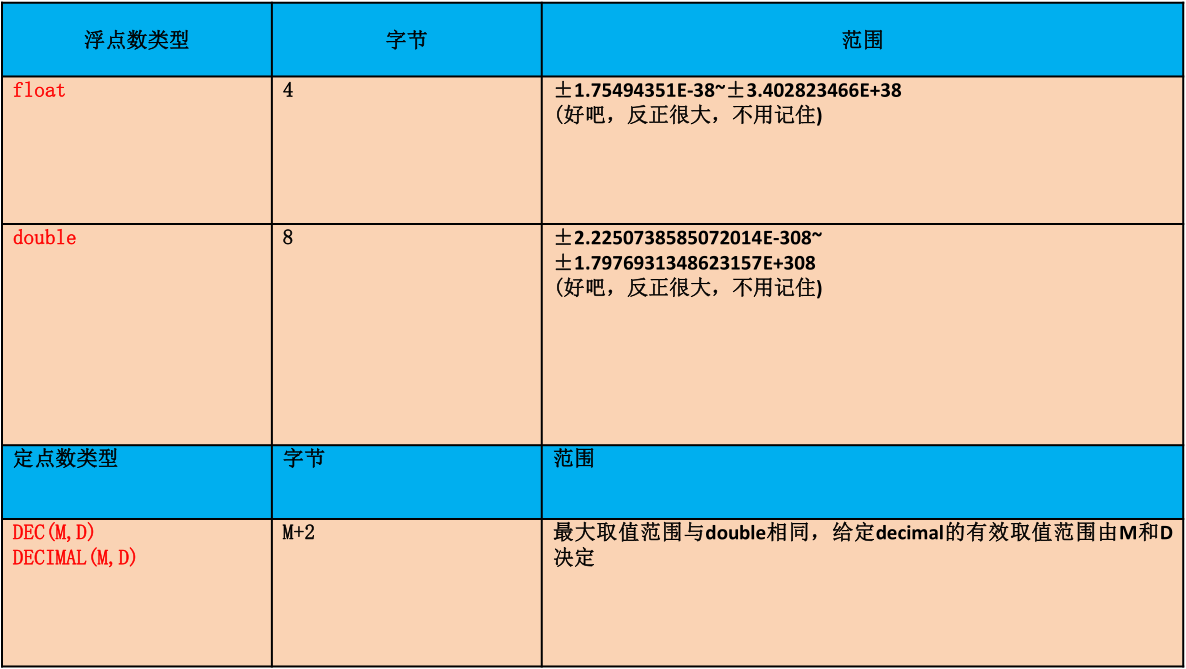 浮点数类型 字节 范围
float 4 ±1.75494351E-38~±3.402823466E+38
(好吧，反正很大，不用记住)
double 8 ±2.2250738585072014E-308~
±1.7976931348623157E+308
(好吧，反正很大，不用记住)
定点数类型 字节 范围
DEC(M,D) M+2 最大取值范围与double相同，给定decimal的有效取值范围由M和D
DECIMAL(M,D) 决定